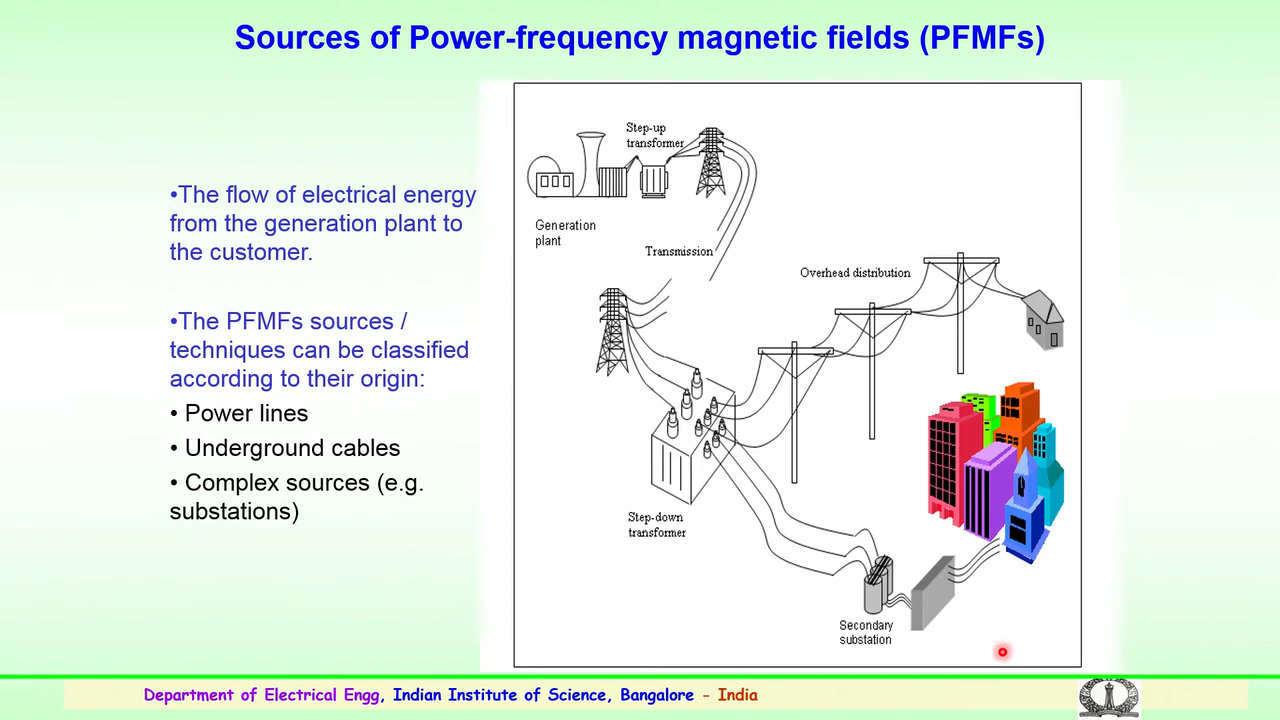 Sources of Power-frequency magnetic fields (PFMFs)
•The flow of electrical energy
from the generation plant to
the customer.
•The PFMFs sources /
techniques can be classified
according to their origin:
• Power lines
• Underground cables
• Complex sources (e.g.
substations)
Step-up
transformer
Generation
plant
Transmission
Overhead distribution
Step-down
transformer
Secondary
substation
Department of Electrical Engg, Indian Institute of Science, Bangalore - India